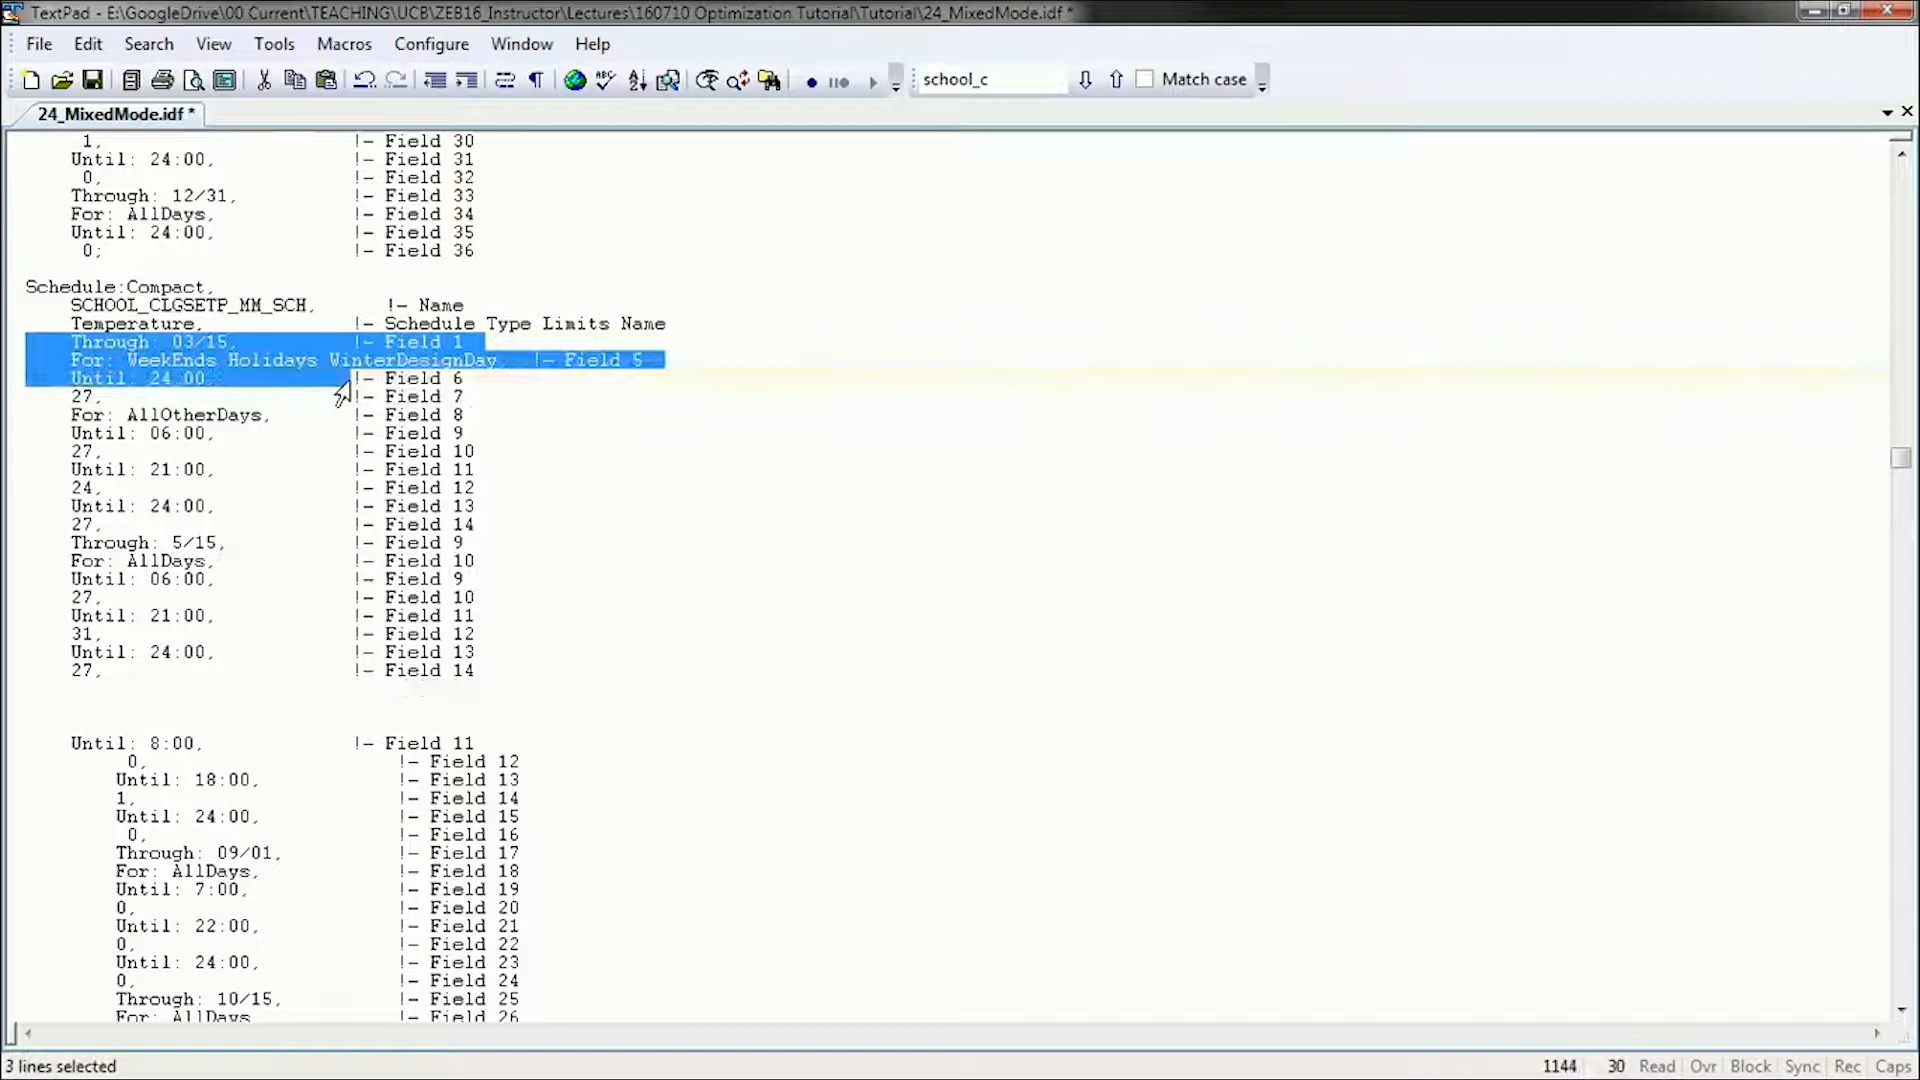 TextPad - E:\GoogleDrive\00 Current\TEACHING\UCB\ZEB16_Instructor\Lectures\160710 Optimization Tutorial\Tutorial\24_MixedMode.idf *
File Edit Search View Tools Macros Configure Window Help
school_c Match case
24_MixedMode.idf *
1, !- Field 30
Until: 24:00, !- Field 31
0, !- Field 32
Through: 12/31, !- Field 33
For: AllDays, !- Field 34
Until: 24:00, !- Field 35
0; !- Field 36
Schedule:Compact,
SCHOOL_CLGSETP_MM_SCH, !- Name
Temperature, !- Schedule Type Limits Name
Through: 03/15, !- Field 1
For: WeekEnds Holidays WinterDesignDay, !- Field 5
Until: 24:00, !- Field 6
27, !- Field 7
For: AllOtherDays, !- Field 8
Until: 06:00, !- Field 9
27, !- Field 10
Until: 21:00, !- Field 11
24, !- Field 12
Until: 24:00, !- Field 13
27, !- Field 14
Through: 5/15, !- Field 9
For: AllDays, !- Field 10
Until: 06:00, !- Field 9
27, !- Field 10
Until: 21:00, !- Field 11
31, !- Field 12
Until: 24:00, !- Field 13
27, !- Field 14
Until: 8:00, !- Field 11
0, !- Field 12
Until: 18:00, !- Field 13
1, !- Field 14
Until: 24:00, !- Field 15
0, !- Field 16
Through: 09/01, !- Field 17
For: AllDays, !- Field 18
Until: 7:00, !- Field 19
0, !- Field 20
Until: 22:00, !- Field 21
0, !- Field 22
Until: 24:00, !- Field 23
0, !- Field 24
Through: 10/15, !- Field 25
For: AllDays !- Field 26
3 lines selected 1144 30 Read Ovr Block Sync Rec Caps